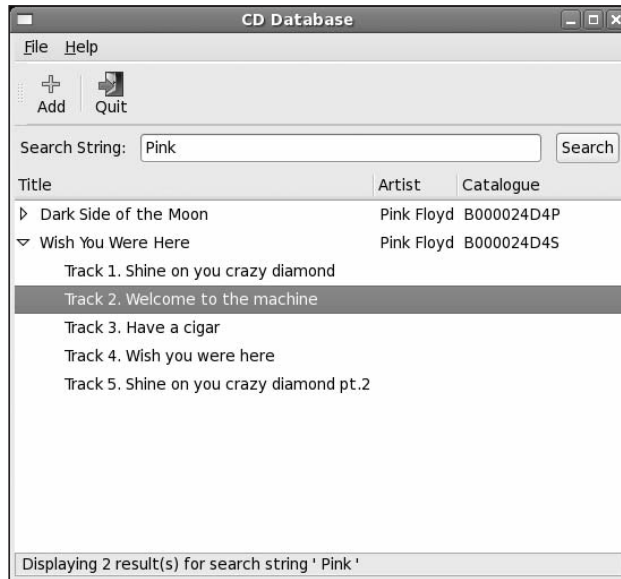 CD Database
File Help
Add Quit
Search String: Pink Search
Title Artist Catalogue
Dark Side of the Moon Pink Floyd B000024D4P
Wish You Were Here Pink Floyd B000024D4S
Track 1. Shine on you crazy diamond
Track 2. Welcome to the machine
Track 3. Have a cigar
Track 4. Wish you were here
Track 5. Shine on you crazy diamond pt.2
Displaying 2 result(s) for search string ' Pink '